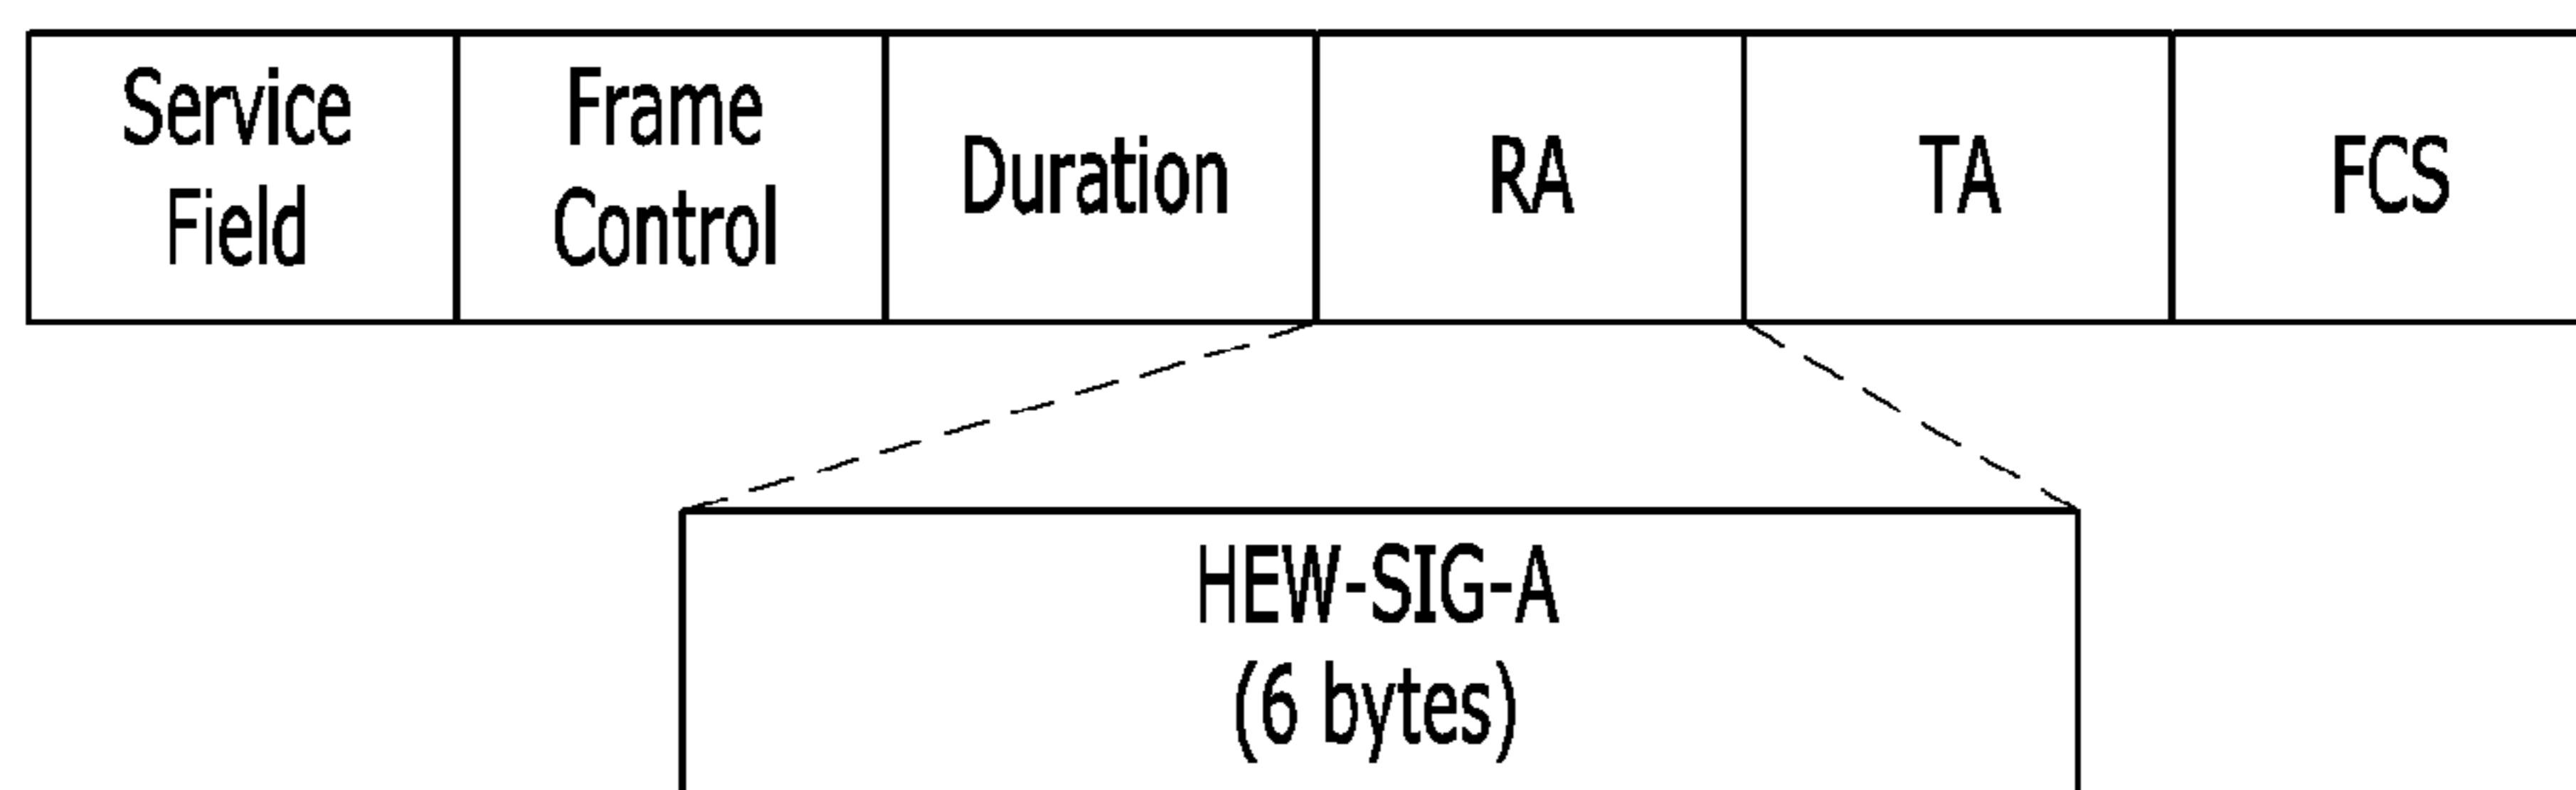 Service
Field
Frame
Control
Duration
RA
TA
FCS
HEW-SIG-A
(6 bytes)